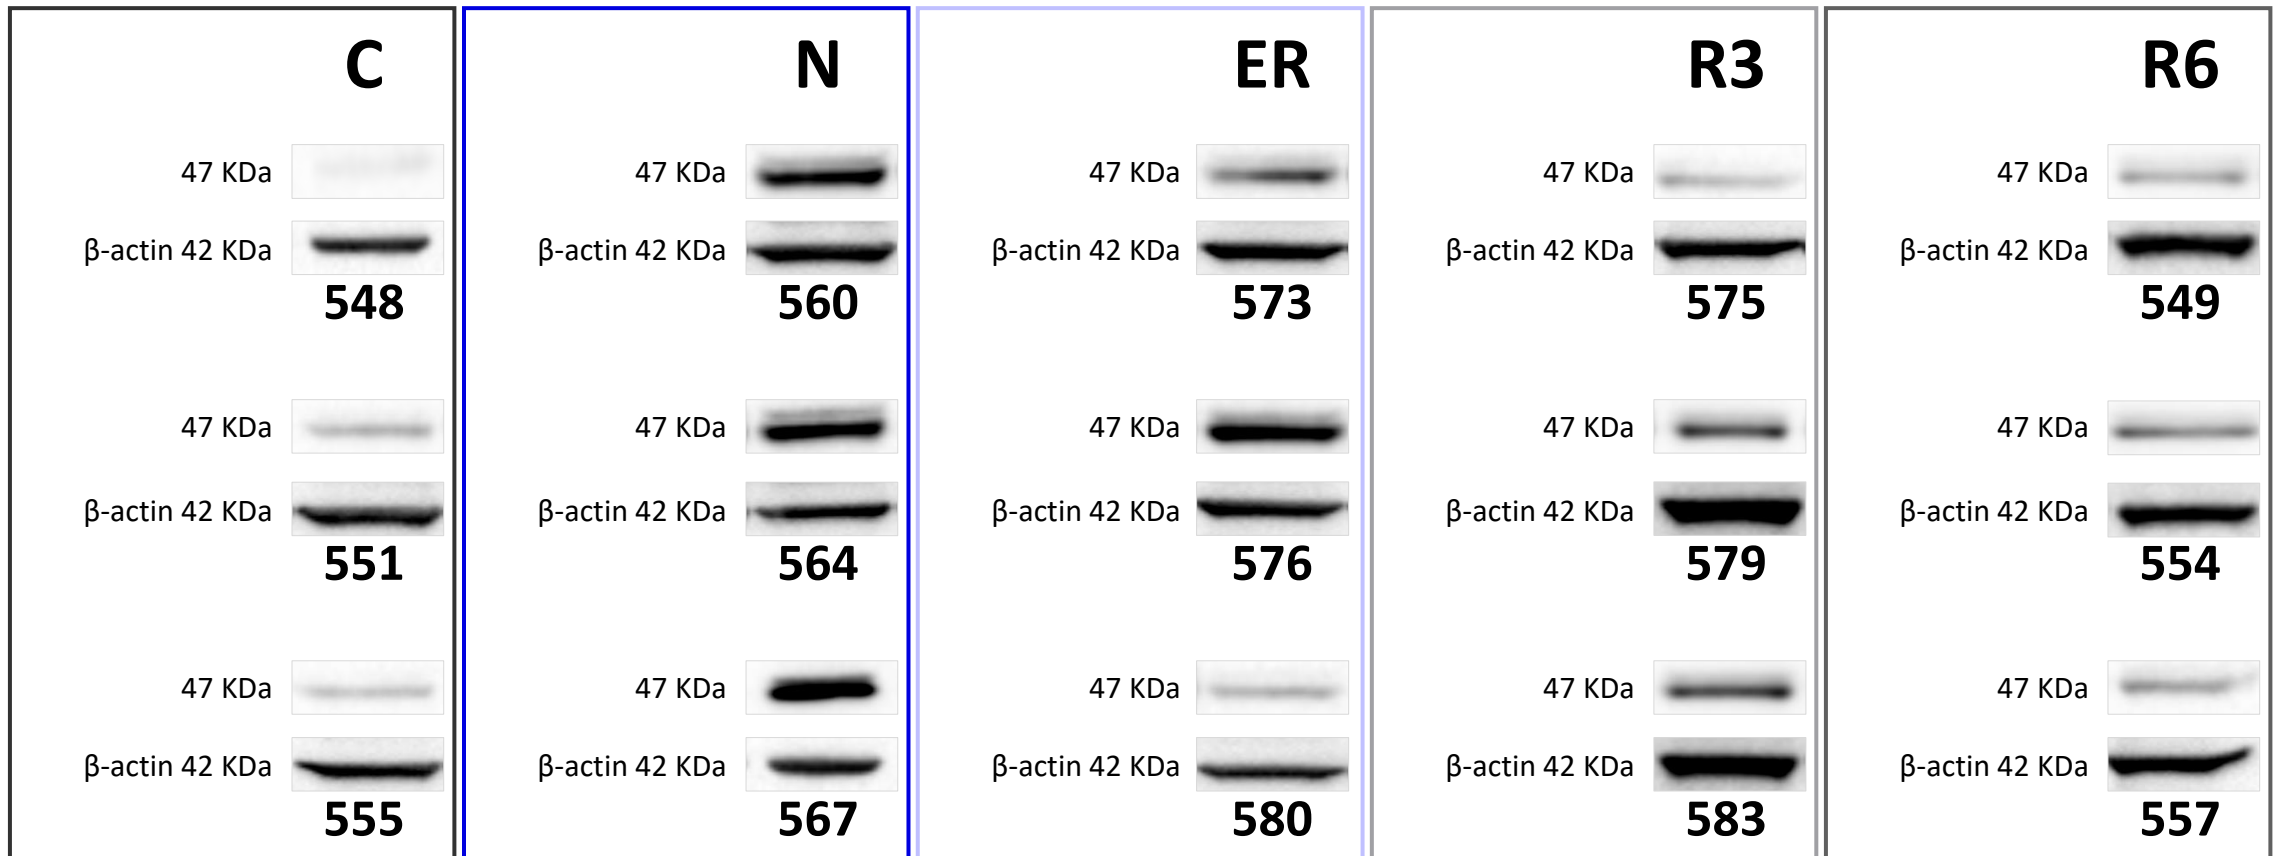 C
47 KDa
β-actin 42 KDa
548
47 KDa
β-actin 42 KDa
551
47 KDa
β-actin 42 KDa
555
N
47 KDa
β-actin 42 KDa
560
47 KDa
β-actin 42 KDa
564
47 KDa
β-actin 42 KDa
567
ER
47 KDa
β-actin 42 KDa
573
47 KDa
β-actin 42 KDa
576
47 KDa
β-actin 42 KDa
580
R3
47 KDa
β-actin 42 KDa
575
47 KDa
β-actin 42 KDa
579
47 KDa
β-actin 42 KDa
583
R6
47 KDa
β-actin 42 KDa
549
47 KDa
β-actin 42 KDa
554
47 KDa
β-actin 42 KDa
557